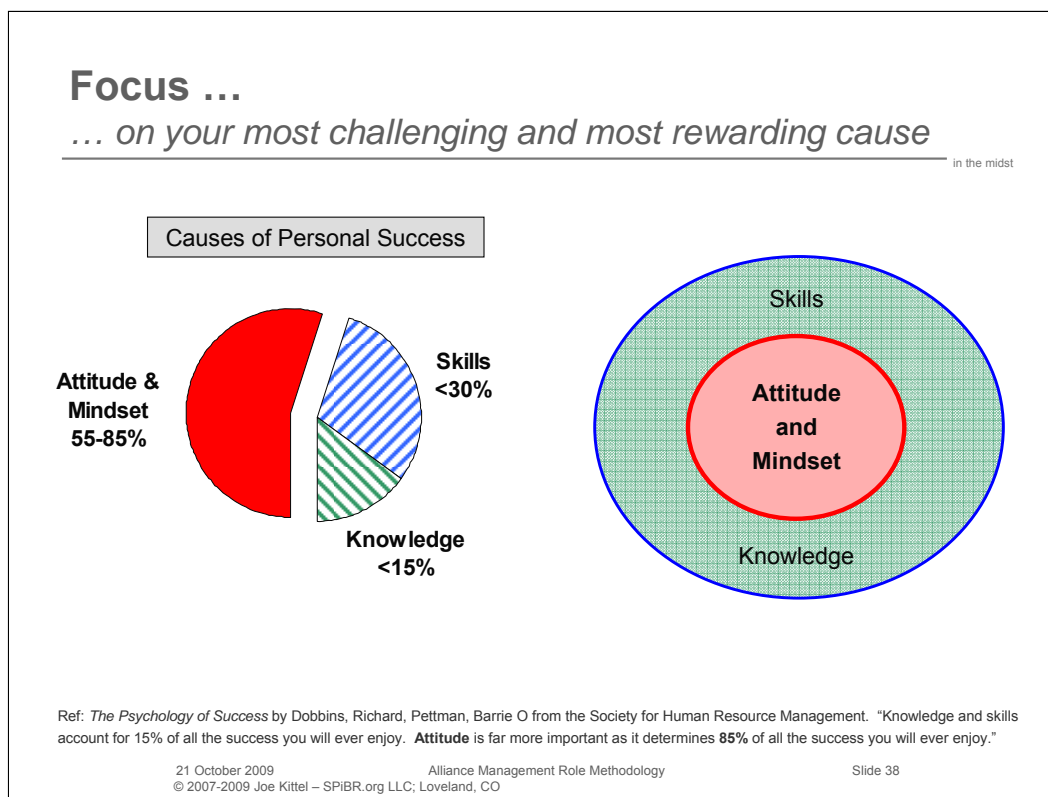 Focus …
… on your most challenging and most rewarding cause
in the midst
Causes of Personal Success
Attitude &
Mindset
55-85%
Skills
<30%
Knowledge
<15%
Skills
Attitude
and
Mindset
Knowledge
Ref: The Psychology of Success by Dobbins, Richard, Pettman, Barrie O from the Society for Human Resource Management. “Knowledge and skills
account for 15% of all the success you will ever enjoy. Attitude is far more important as it determines 85% of all the success you will ever enjoy.”
21 October 2009 Alliance Management Role Methodology Slide 38
© 2007-2009 Joe Kittel – SPiBR.org LLC; Loveland, CO